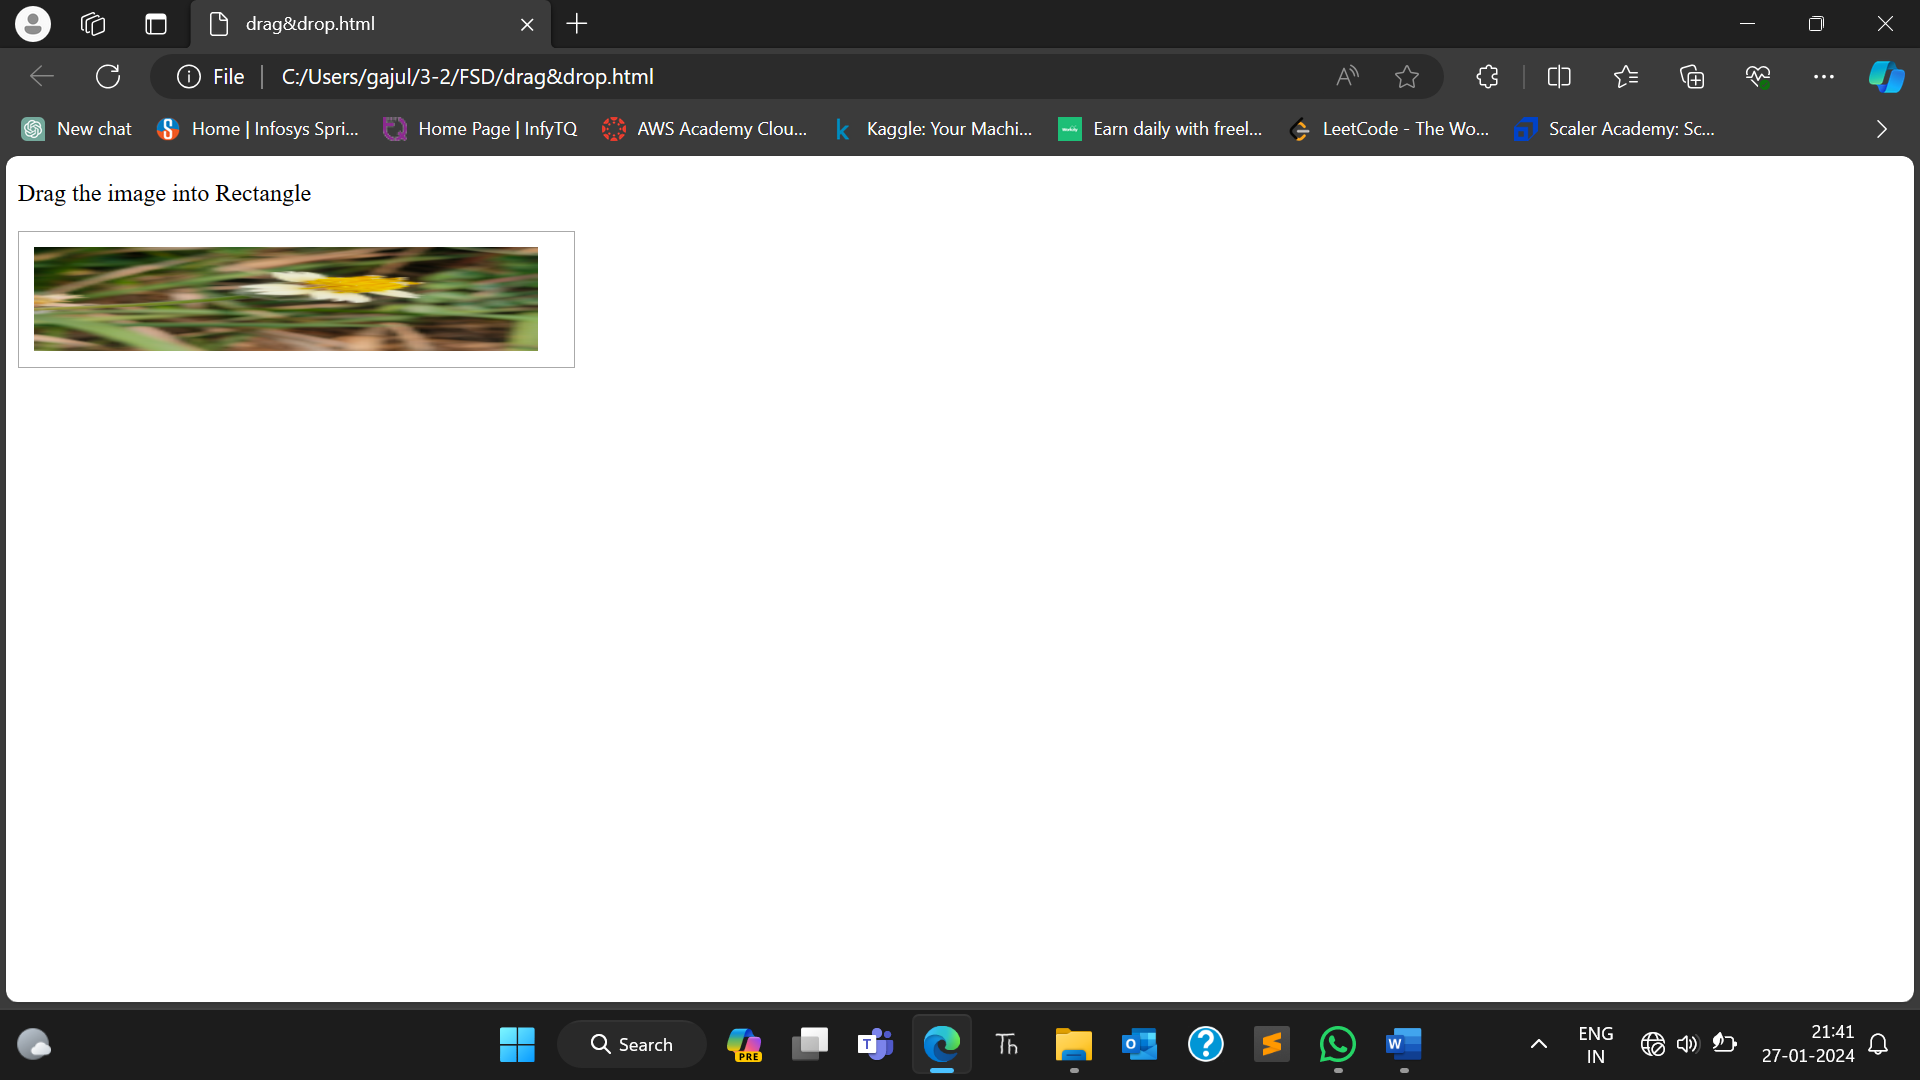 drag&drop.html
File
C:/Users/gajul/3-2/FSD/drag&drop.html
New chat
Home | Infosys Spri...
Home Page | InfyTQ
AWS Academy Clou...
Kaggle: Your Machi...
Earn daily with freel...
LeetCode - The Wo...
Scaler Academy: Sc...
Drag the image into Rectangle
Search
PRE
ENG
IN
21:41
27-01-2024